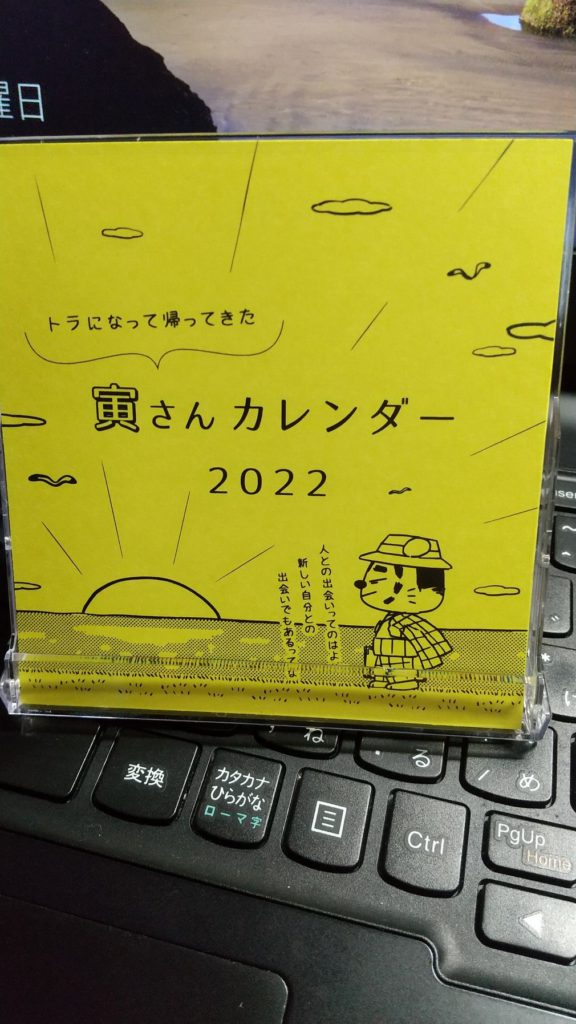 曜日
トラになって帰ってきた
寅さんカレンダー
2022
人との出会いってのはよ
新しい自分との
出会いでもあるってな
ね
る
め
変換
カタカナ
ひらがな
ローマ字
Ctrl
PgUp
Home